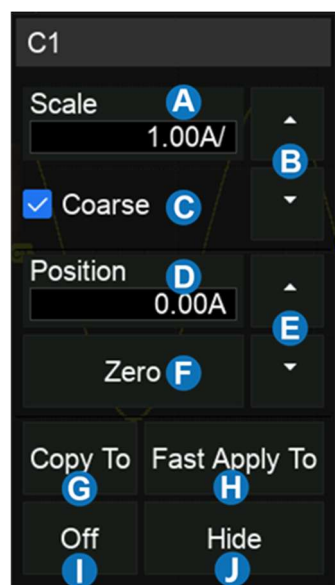 C1
Scale A
1.00A/
B
Coarse C
Position D
0.00A
E
Zero F
Copy To Fast Apply To
G H
Off Hide
I J